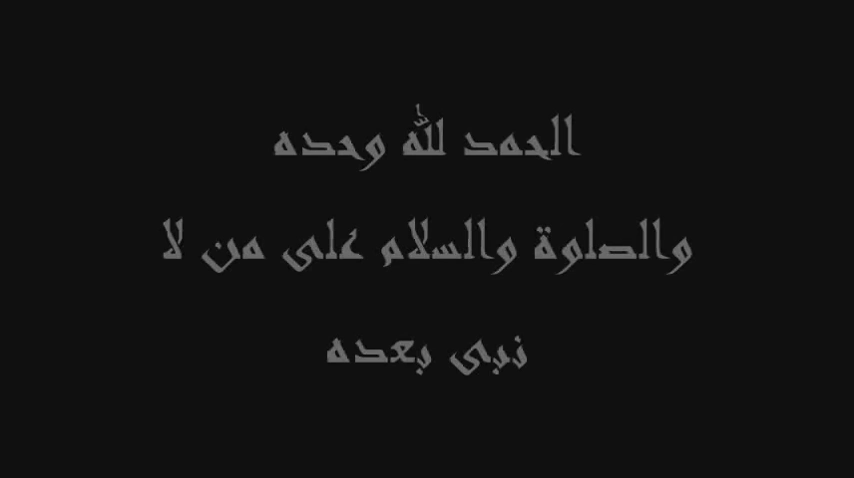 الحمد لله وحده
والصلوة والسلام على من لا
نبى بعده